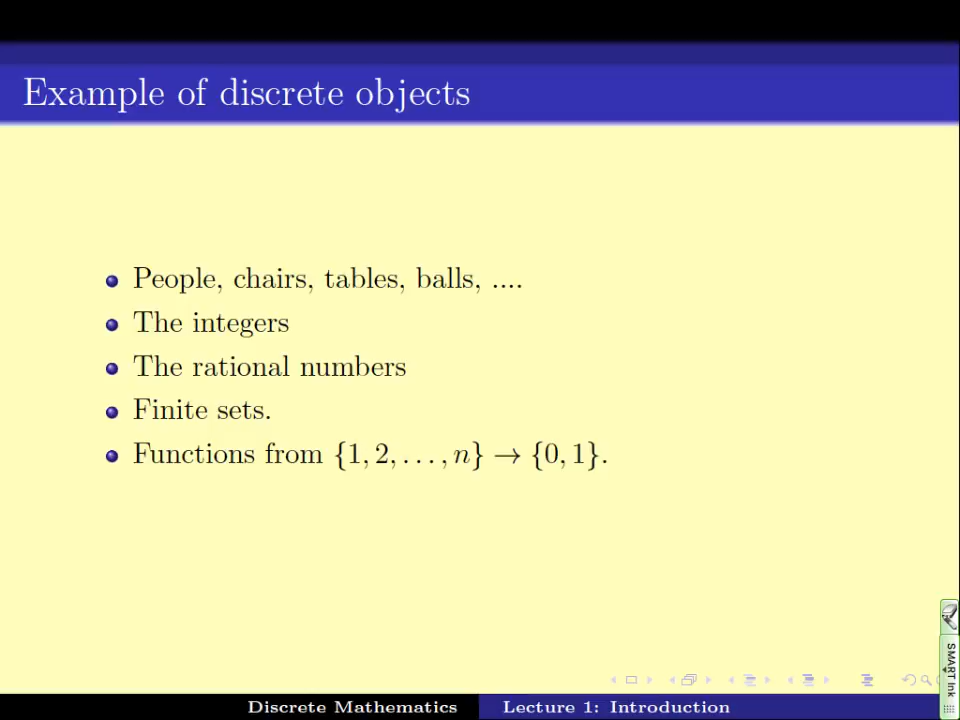 Example of discrete objects
People, chairs, tables, balls, ....
The integers
The rational numbers
Finite sets.
Functions from {1, 2, . . . , n} → {0, 1}.
SMART Ink
Discrete Mathematics Lecture 1: Introduction